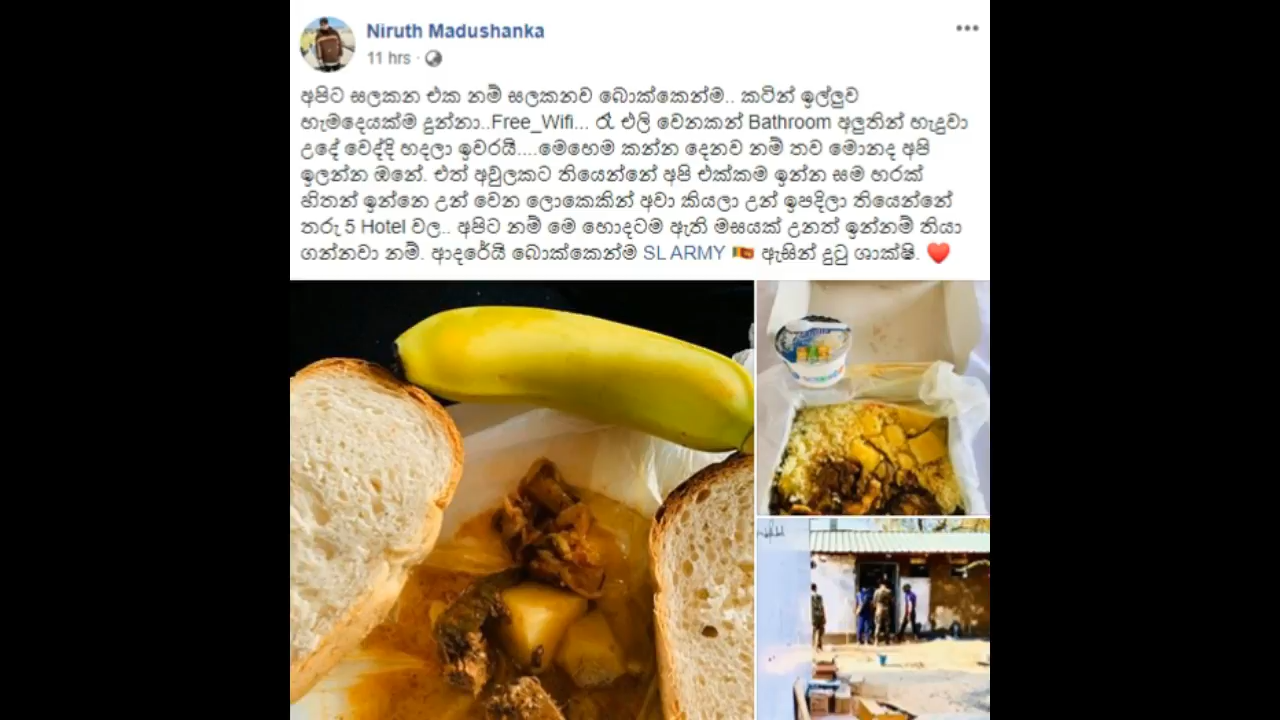 Niruth Madushanka
11 hrs ·
අපිට සලකන එක නම් සලකනව බොක්කෙන්ම.. කටින් ඉල්ලුව
හැමදෙයක්ම දුන්නා..Free_Wifi... රෑ එලි වෙනකන් Bathroom අලුතින් හැදුවා
උදේ වෙද්දි හදලා ඉවරයි....මෙහෙම කන්න දෙනව නම් තව මොනද අපි
ඉලන්න ඔනේ. එත් අවුලකට තියෙන්නේ අපි එක්කම ඉන්න සම හරක්
හිතන් ඉන්නෙ උන් වෙන ලොකෙකින් අවා කියලා උන් ඉපදිලා තියෙන්නේ
තරු 5 Hotel වල.. අපිට නම් මෙ හොදටම ඇති මසයක් උනත් ඉන්නම් තියා
ගන්නවා නම්. ආදරේයි බොක්කෙන්ම SL ARMY 🇱🇰 ඇසින් දුටු ශාක්ෂි. ♥